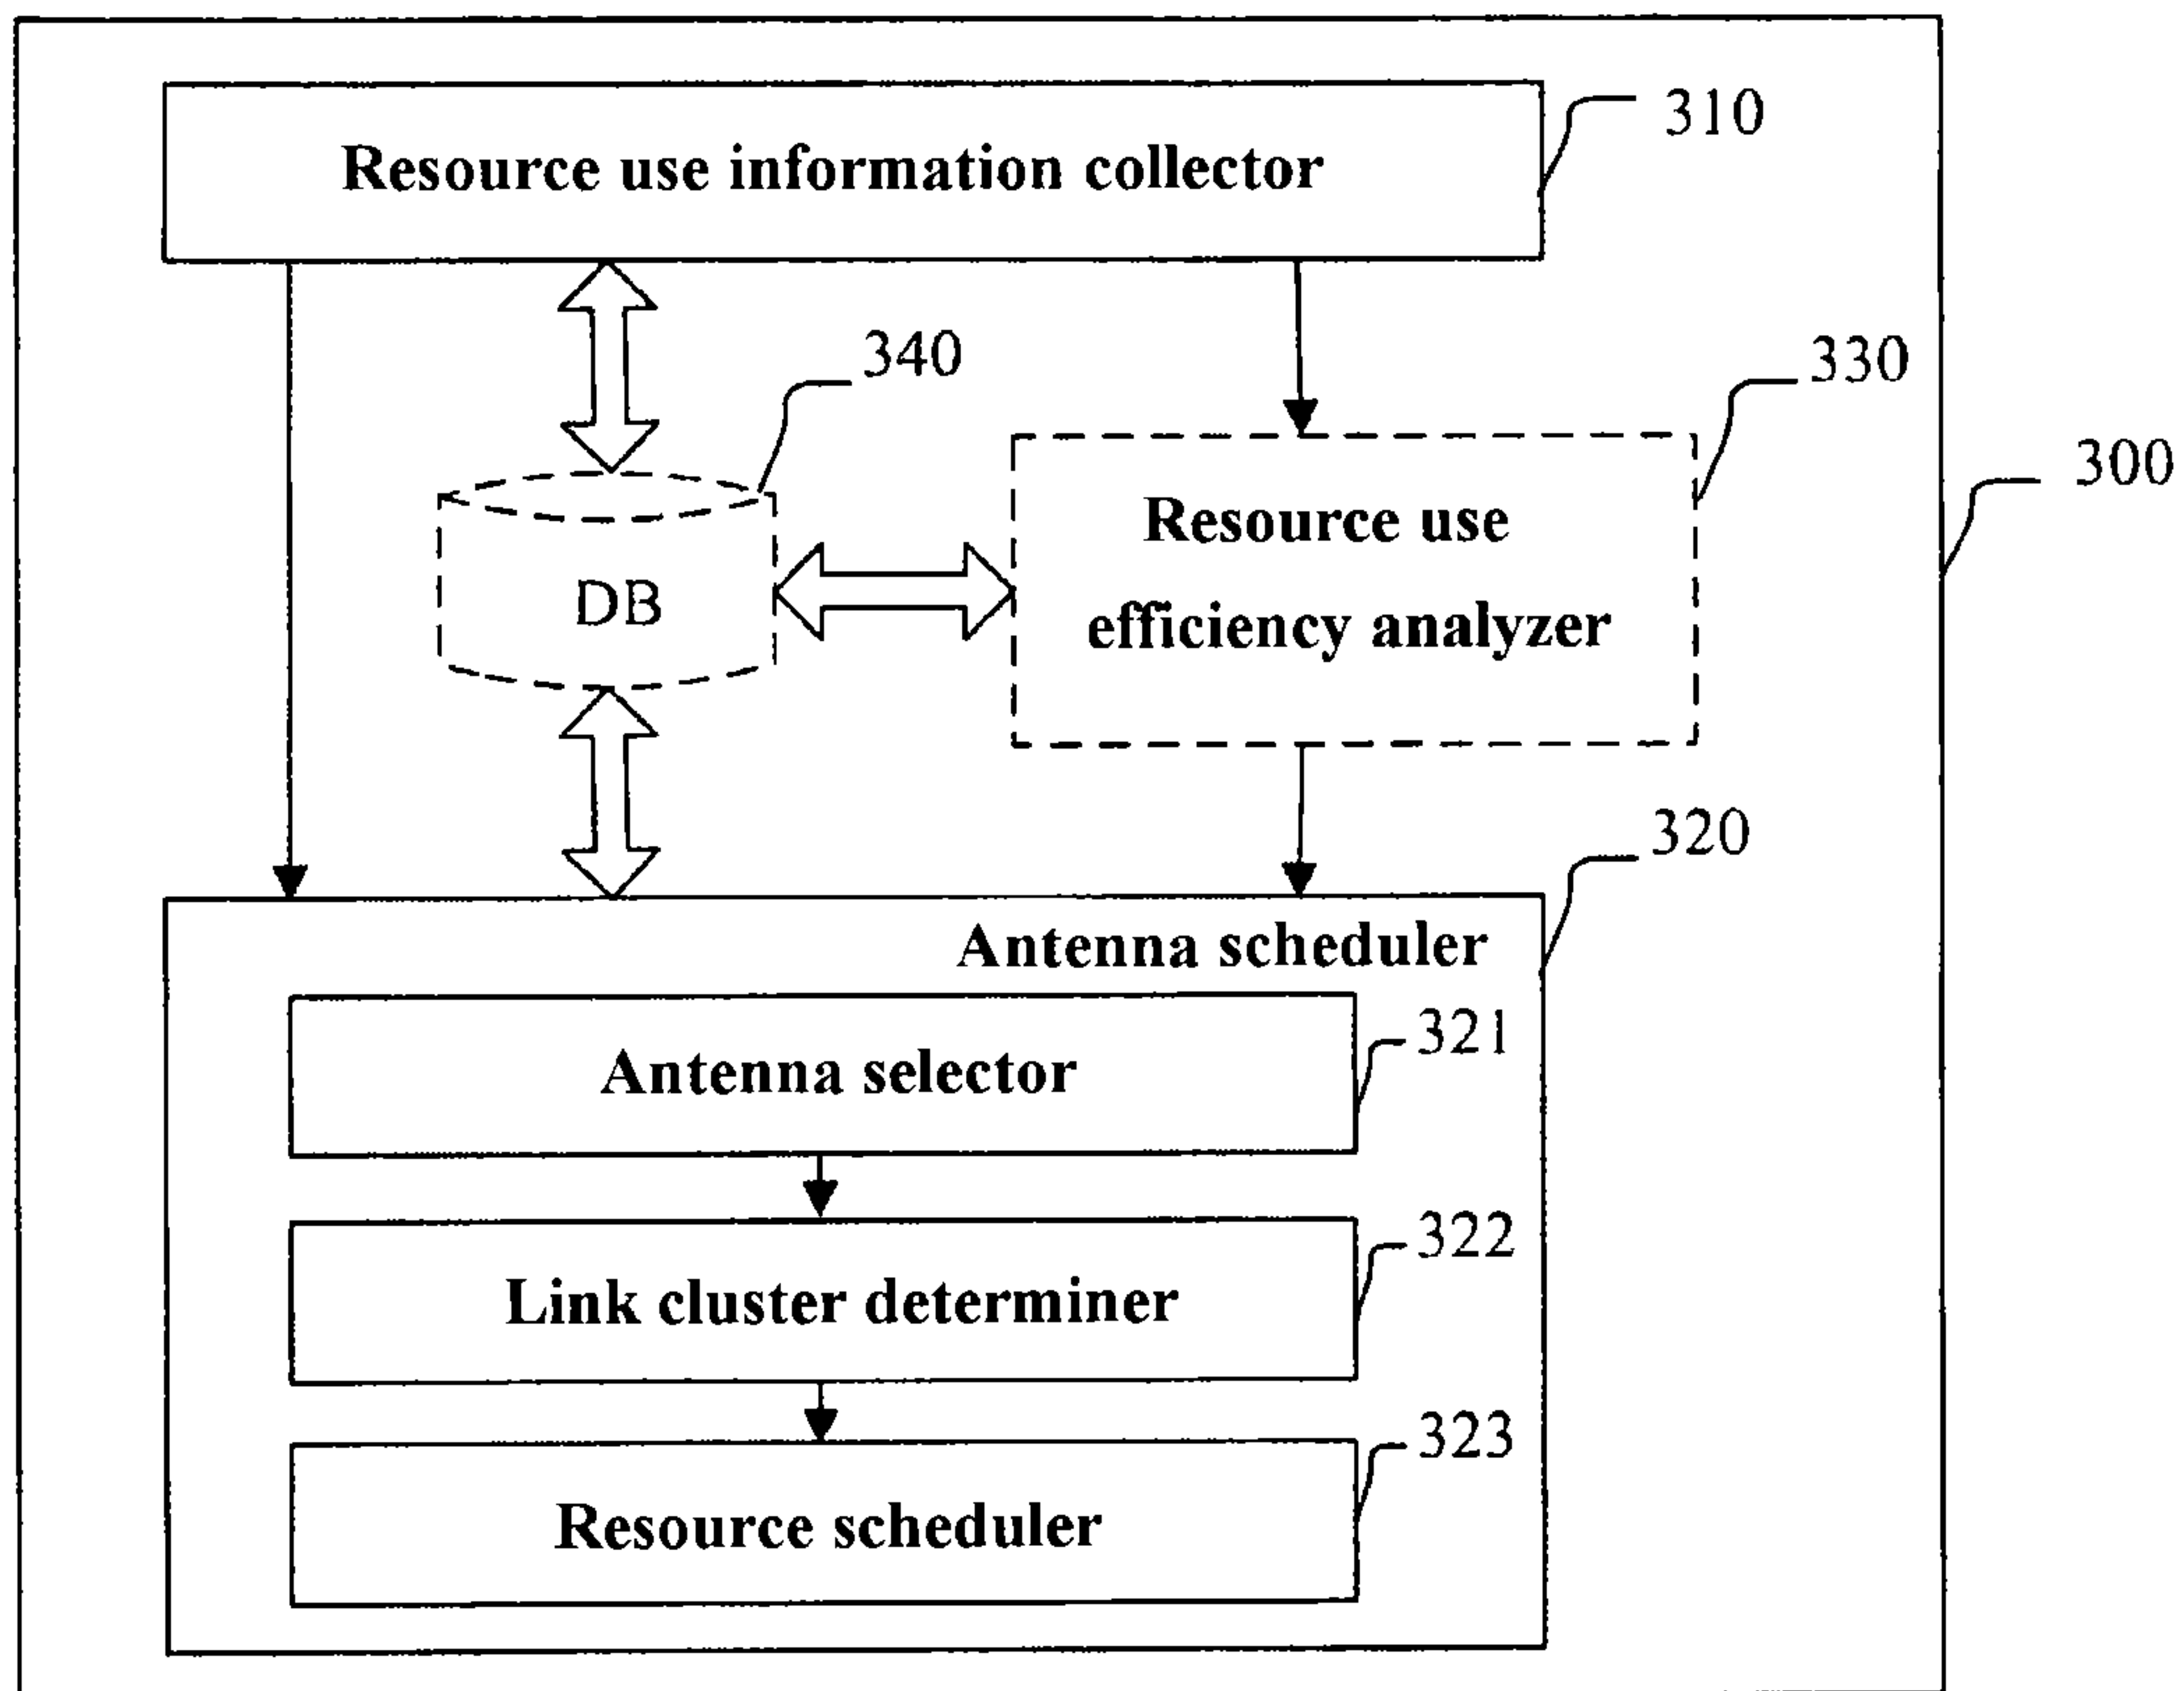 310
Resource use information collector
340
330
300
Resource use
efficiency analyzer
DB
320
Antenna scheduler
321
Antenna selector
322
Link cluster determiner
323
Resource scheduler